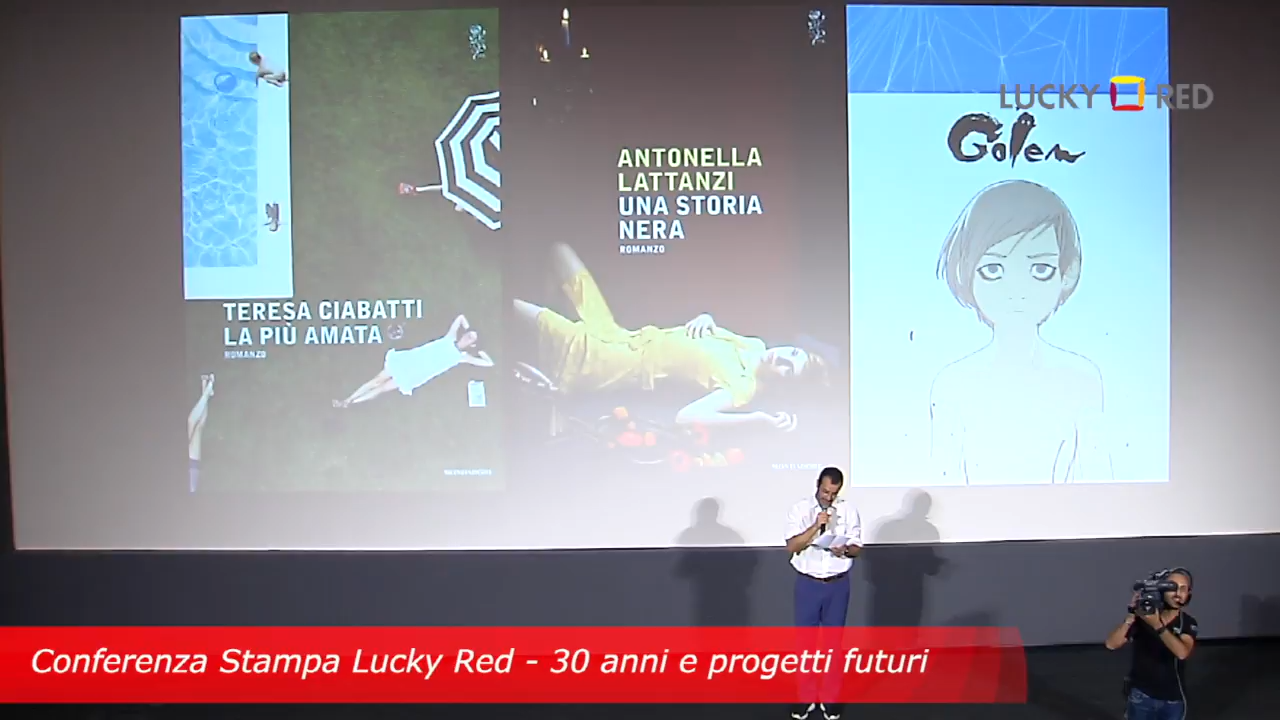 LUCKY RED
Golem
ANTONELLA
LATTANZI
UNA STORIA
NERA
ROMANZO
TERESA CIABATTI
LA PIÙ AMATA
ROMANZO
MONDADORI
Conferenza Stampa Lucky Red - 30 anni e progetti futuri